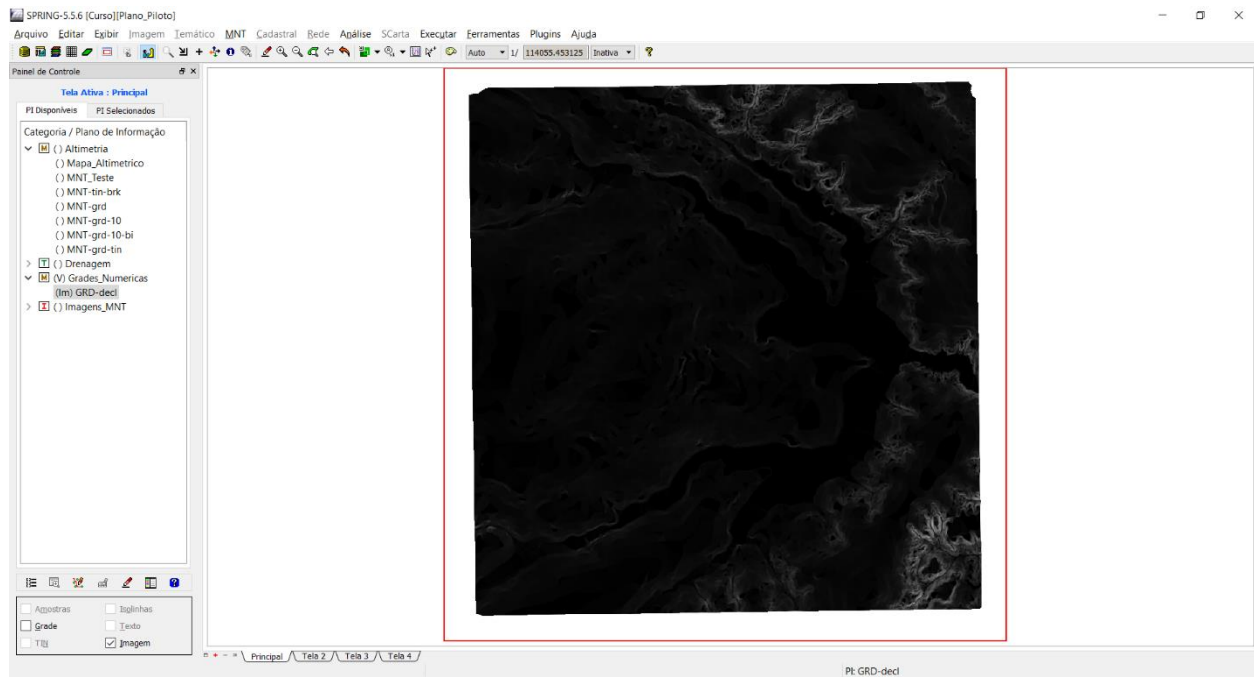 SPRING-5.5.6 [Curso][Plano_Piloto]
Arquivo Editar Exibir Imagem Temático MNT Cadastral Rede Análise SCarta Executar Ferramentas Plugins Ajuda
Auto 1/ 114055.453125 Inativa
Painel de Controle
Tela Ativa : Principal
PI Disponíveis PI Selecionados
Categoria / Plano de Informação
M ( ) Altimetria
( ) Mapa_Altimetrico
( ) MNT_Teste
( ) MNT-tin-brk
( ) MNT-grd
( ) MNT-grd-10
( ) MNT-grd-10-bi
( ) MNT-grd-tin
T ( ) Drenagem
M (V) Grades_Numericas
(Im) GRD-decl
I ( ) Imagens_MNT
Amostras Isolinhas
Grade Texto
TIN Imagem
Principal Tela 2 Tela 3 Tela 4
PI: GRD-decl